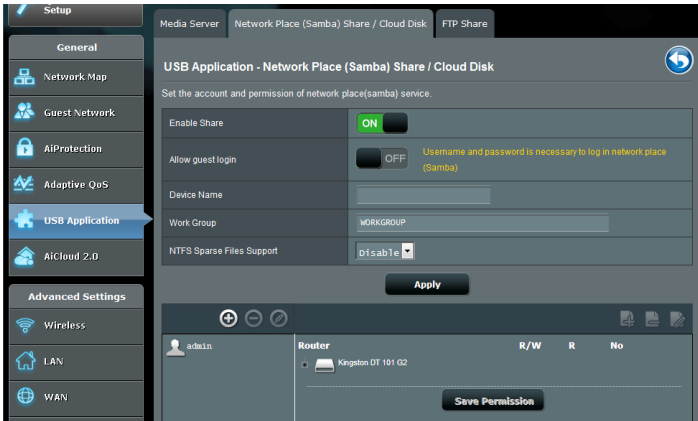 Setup
General
Network Map
Guest Network
AiProtection
Adaptive QoS
USB Application
AiCloud 2.0
Advanced Settings
Wireless
LAN
WAN
Media Server
Network Place (Samba) Share / Cloud Disk
FTP Share
USB Application - Network Place (Samba) Share / Cloud Disk
Set the account and permission of network place(samba) service.
Enable Share
ON
Allow guest login
OFF
Username and password is necessary to log in network place
(Samba)
Device Name
Work Group
WORKGROUP
NTFS Sparse Files Support
Disable
Apply
admin
Router
R/W
R
No
Kingston DT 101 G2
Save Permission